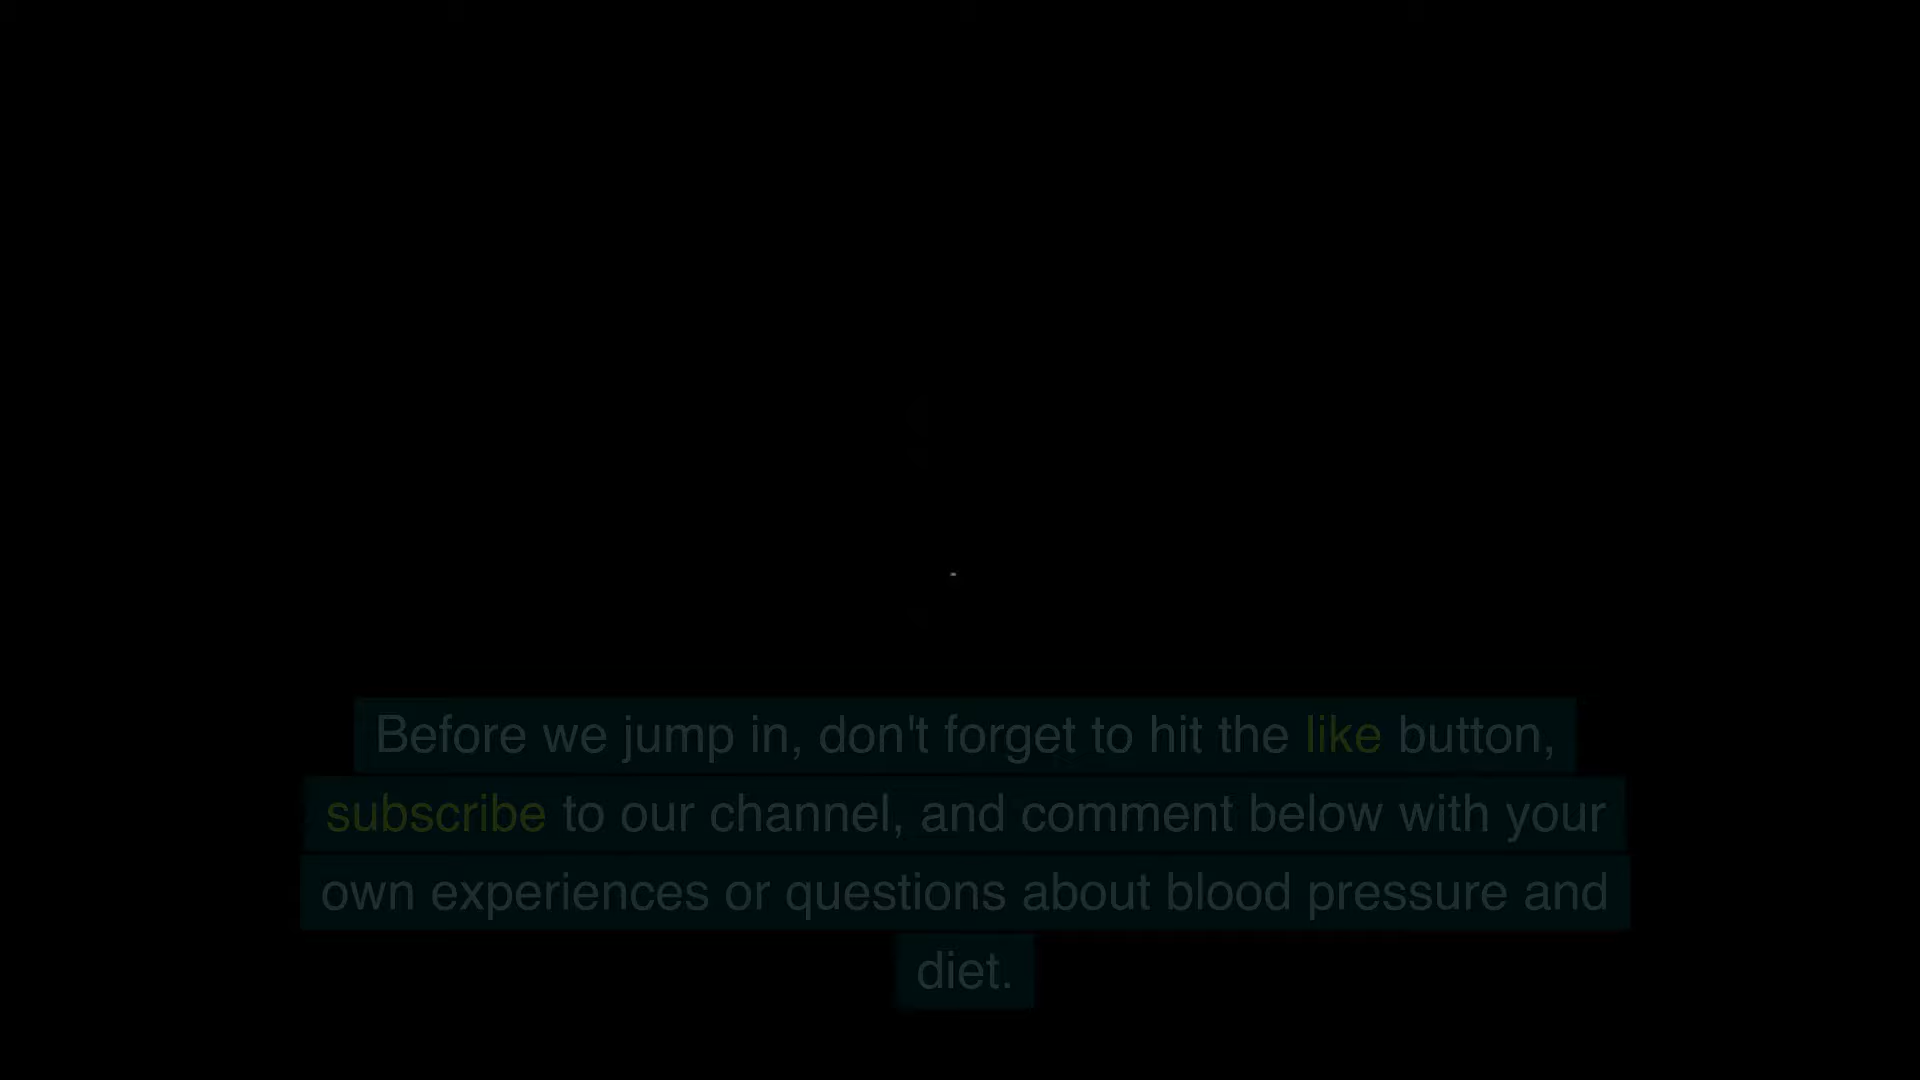 Before we jump in, don't forget to hit the like button,
subscribe to our channel, and comment below with your
own experiences or questions about blood pressure and
diet.